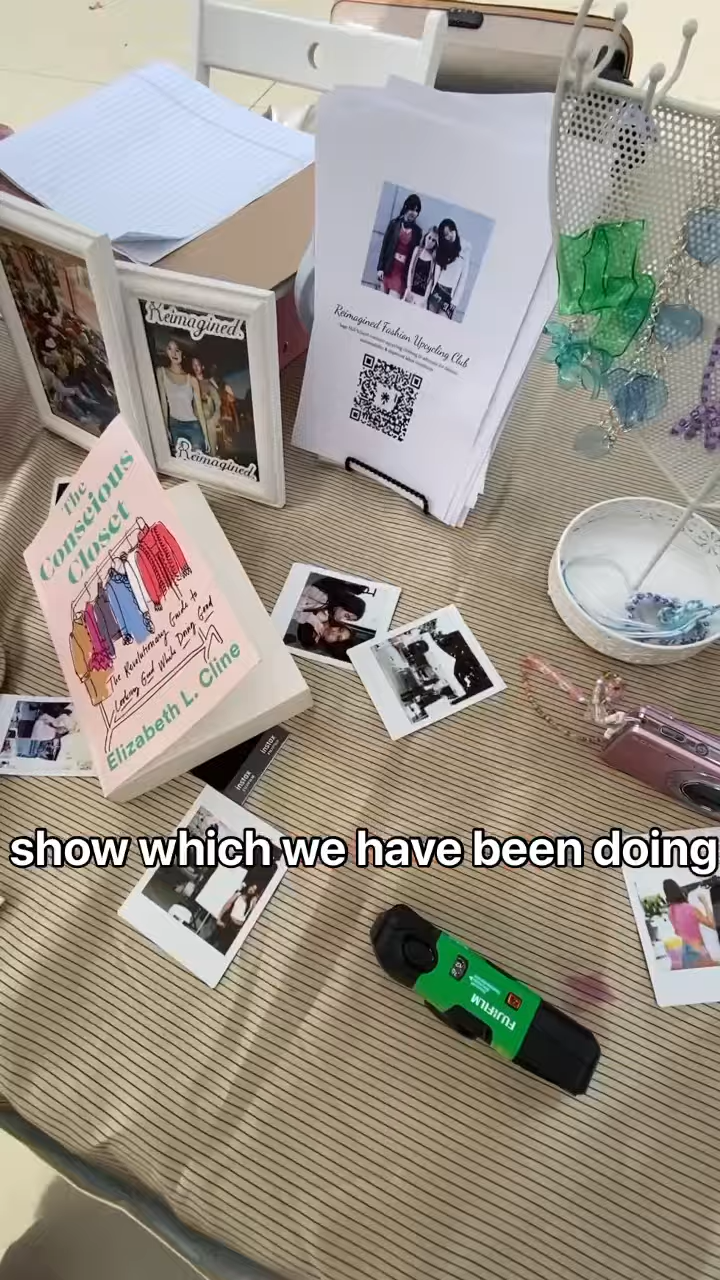 Reimagined Fashion Upcycling Club
Reimagined.
Reimagined.
The
Conscious
Closet
The Revolutionary Guide to
Looking Good While Doing Good
Elizabeth L. Cline
instax
instax
show which we have been doing
FUJIFILM